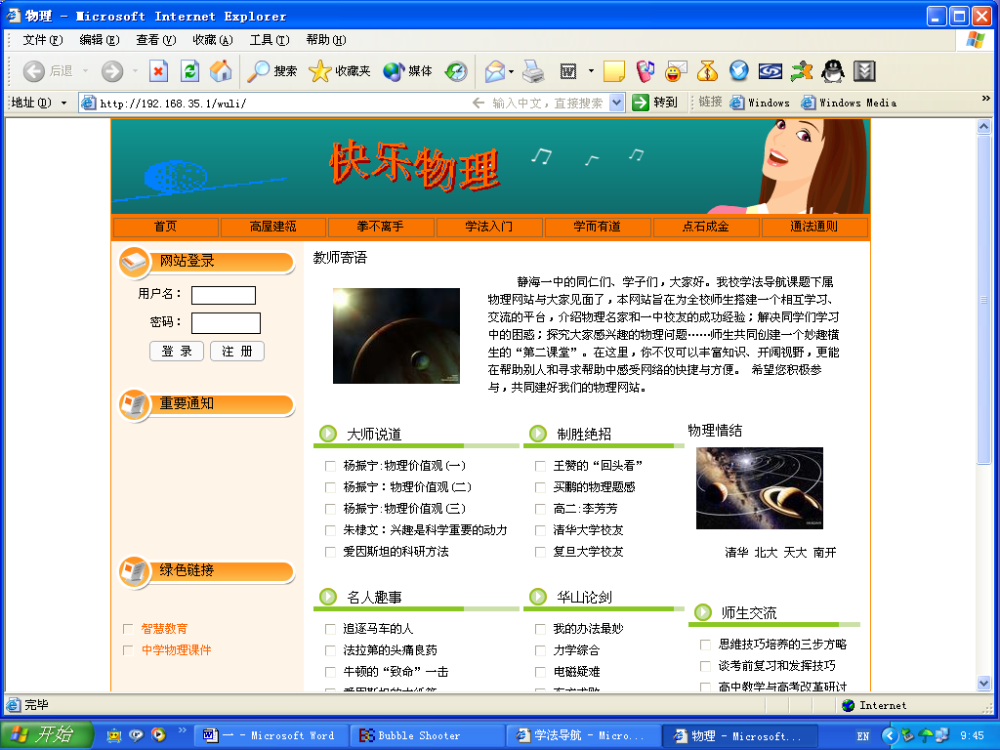 物理 - Microsoft Internet Explorer
文件(F) 编辑(E) 查看(V) 收藏(A) 工具(T) 帮助(H)
后退 搜索 收藏夹 媒体
地址(D) http://192.168.35.1/wuli/ 输入中文，直接搜索 转到 链接 Windows Windows Media
快乐物理
首页 高屋建瓴 拳不离手 学法入门 学而有道 点石成金 通法通则
网站登录
用户名：
密码：
登 录 注 册
重要通知
绿色链接
智慧教育
中学物理课件
教师寄语
静海一中的同仁们、学子们，大家好。我校学法导航课题下属
物理网站与大家见面了，本网站旨在为全校师生搭建一个相互学习、
交流的平台，介绍物理名家和一中校友的成功经验；解决同学们学习
中的困惑；探究大家感兴趣的物理问题……师生共同创建一个妙趣横
生的“第二课堂”。在这里，你不仅可以丰富知识、开阔视野，更能
在帮助别人和寻求帮助中感受网络的快捷与方便。 希望您积极参
与，共同建好我们的物理网站。
大师说道
杨振宁:物理价值观(一)
杨振宁：物理价值观(二)
杨振宁:物理价值观(三)
朱棣文：兴趣是科学重要的动力
爱因斯坦的科研方法
制胜绝招
王赞的“回头看”
买鹏的物理题感
高二:李芳芳
清华大学校友
复旦大学校友
物理情结
清华 北大 天大 南开
名人趣事
追逐马车的人
法拉第的头痛良药
牛顿的“致命”一击
华山论剑
我的办法最妙
力学综合
电磁疑难
师生交流
思维技巧培养的三步方略
谈考前复习和发挥技巧
高中教学与高考改革研讨
完毕 Internet
开始 一 - Microsoft Word Bubble Shooter 学法导航 - Micro... 物理 - Microsoft... EN 9:45